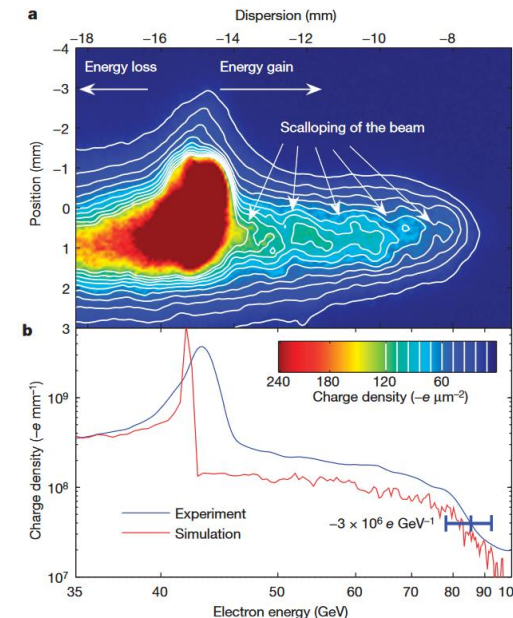 a
Dispersion (mm)
−18 −16 −14 −12 −10 −8
Position (mm)
−4
−3
−2
−1
0
1
2
3
Energy loss Energy gain
Scalloping of the beam
b
Charge density (−e mm⁻¹)
10⁹
10⁸
10⁷
240 180 120 60
Charge density (−e μm⁻²)
Experiment
Simulation
−3 × 10⁶ e GeV⁻¹
35 40 50 60 70 80 90 10
Electron energy (GeV)